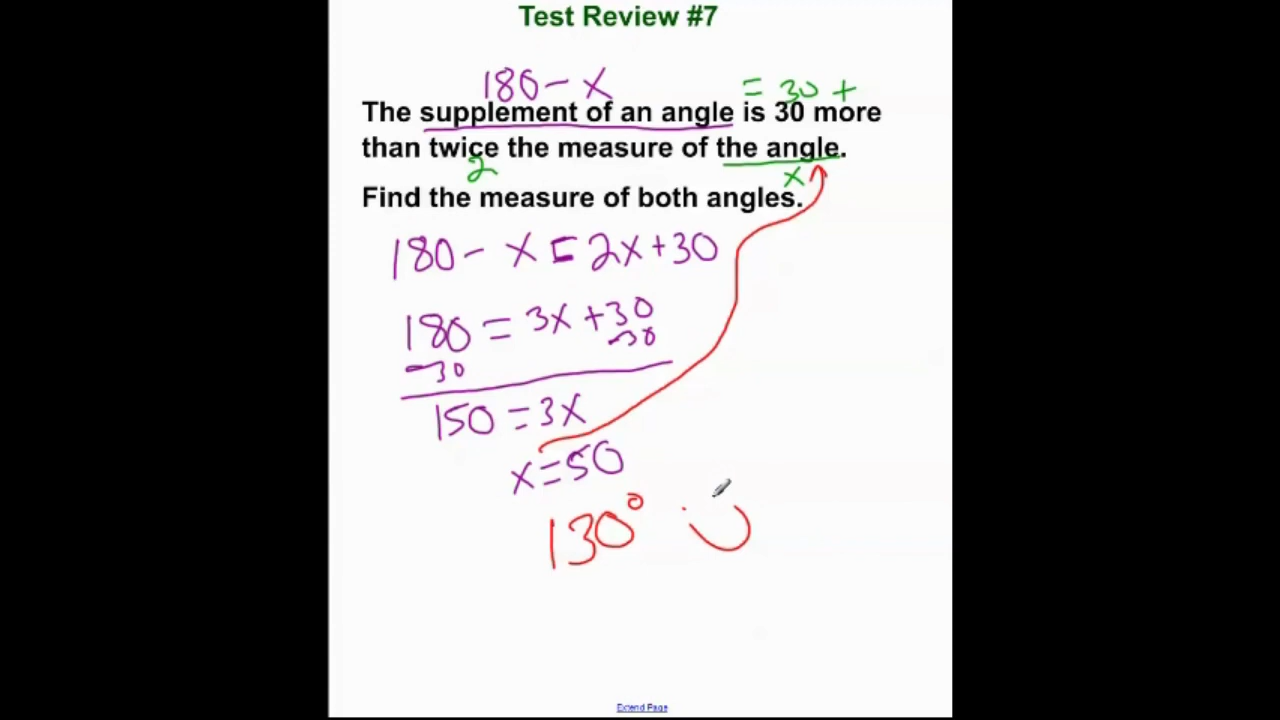 Test Review #7
180 - x = 30 +
The supplement of an angle is 30 more
than twice the measure of the angle.
2 x
Find the measure of both angles.
180 - x = 2x + 30
180 = 3x + 30
-30 -30
150 = 3x
x = 50
130°
Extend Page